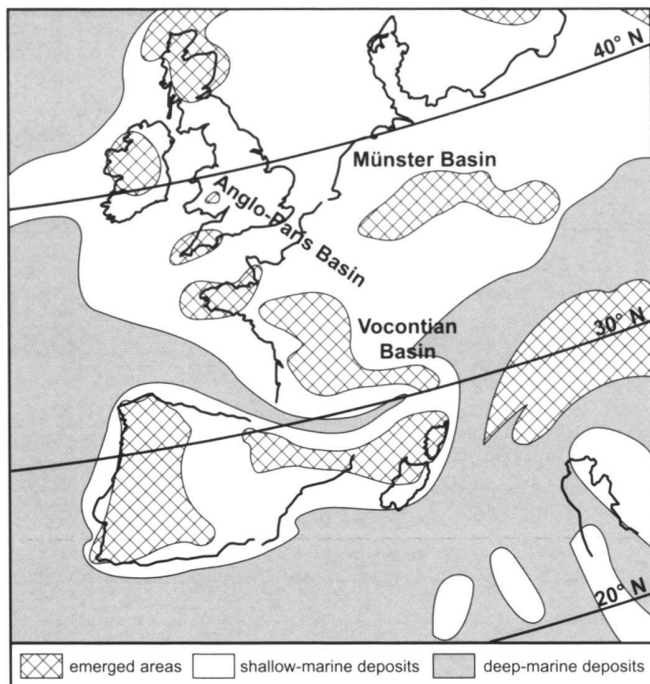 40° N
Münster Basin
Anglo-Paris Basin
Vocontian
Basin
30° N
20° N
emerged areas
shallow-marine deposits
deep-marine deposits